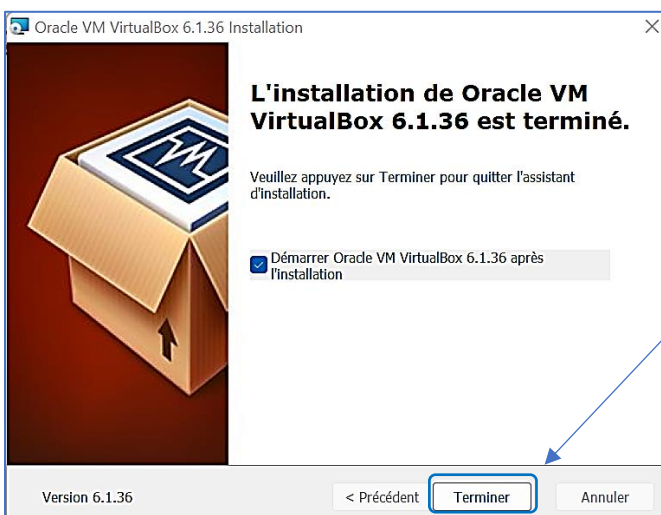 Oracle VM VirtualBox 6.1.36 Installation
L'installation de Oracle VM
VirtualBox 6.1.36 est terminé.
Veuillez appuyez sur Terminer pour quitter l'assistant
d'installation.
Démarrer Oracle VM VirtualBox 6.1.36 après
l'installation
Version 6.1.36
< Précédent
Terminer
Annuler